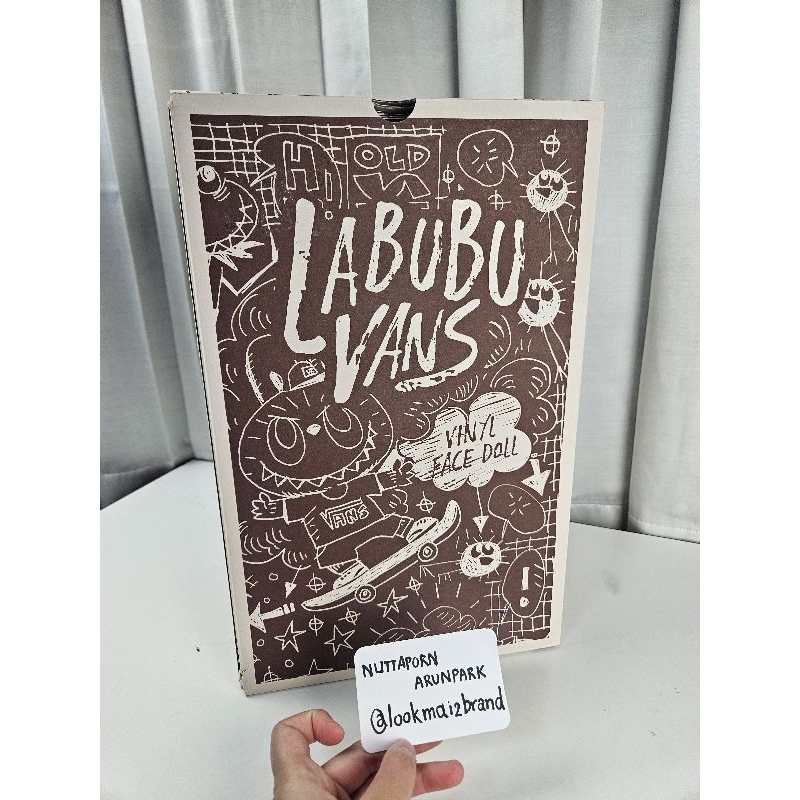 HI
OLD
LABUBU
VANS
VINYL
FACE DOLL
VANS
!
NUTTAPORN
ARUNPARK
@lookmai2brand